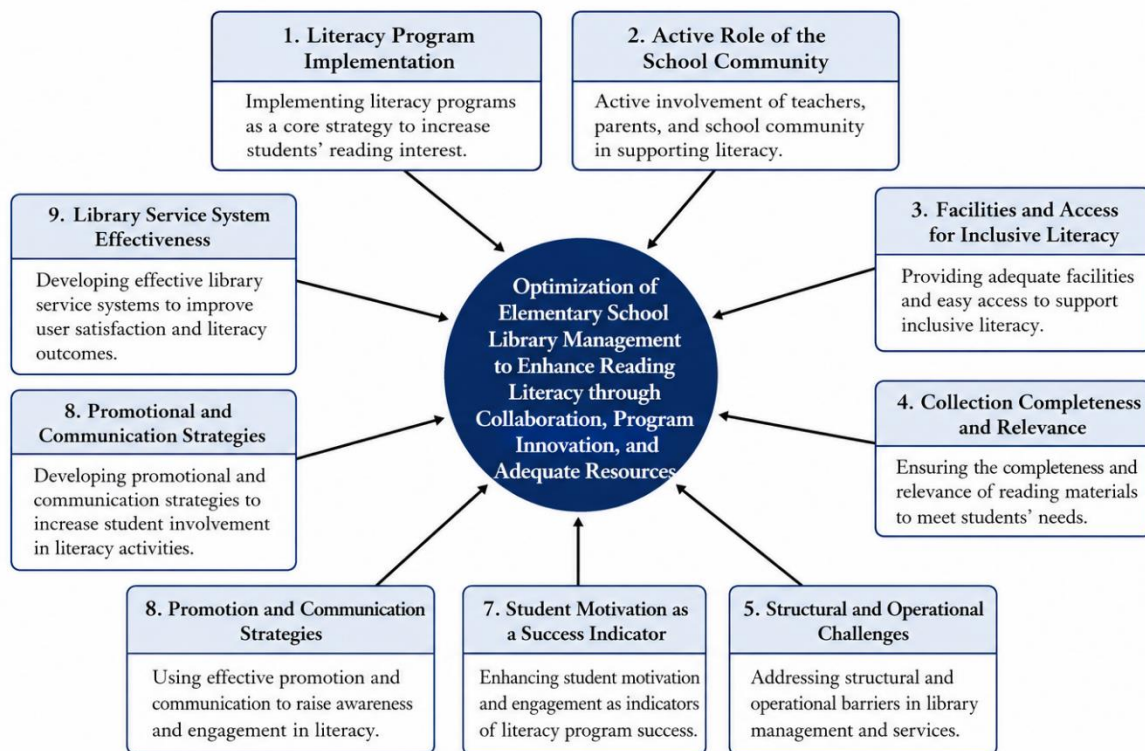 1. Literacy Program
Implementation
Implementing literacy programs
as a core strategy to increase
students’ reading interest.
2. Active Role of the
School Community
Active involvement of teachers,
parents, and school community
in supporting literacy.
3. Facilities and Access
for Inclusive Literacy
Providing adequate facilities
and easy access to support
inclusive literacy.
4. Collection Completeness
and Relevance
Ensuring the completeness and
relevance of reading materials
to meet students’ needs.
5. Structural and Operational
Challenges
Addressing structural and
operational barriers in library
management and services.
7. Student Motivation as
a Success Indicator
Enhancing student motivation
and engagement as indicators
of literacy program success.
8. Promotion and Communication
Strategies
Using effective promotion and
communication to raise awareness
and engagement in literacy.
8. Promotional and
Communication Strategies
Developing promotional and
communication strategies to
increase student involvement
in literacy activities.
9. Library Service System
Effectiveness
Developing effective library
service systems to improve
user satisfaction and literacy
outcomes.
Optimization of
Elementary School
Library Management
to Enhance Reading
Literacy through
Collaboration, Program
Innovation, and
Adequate Resources